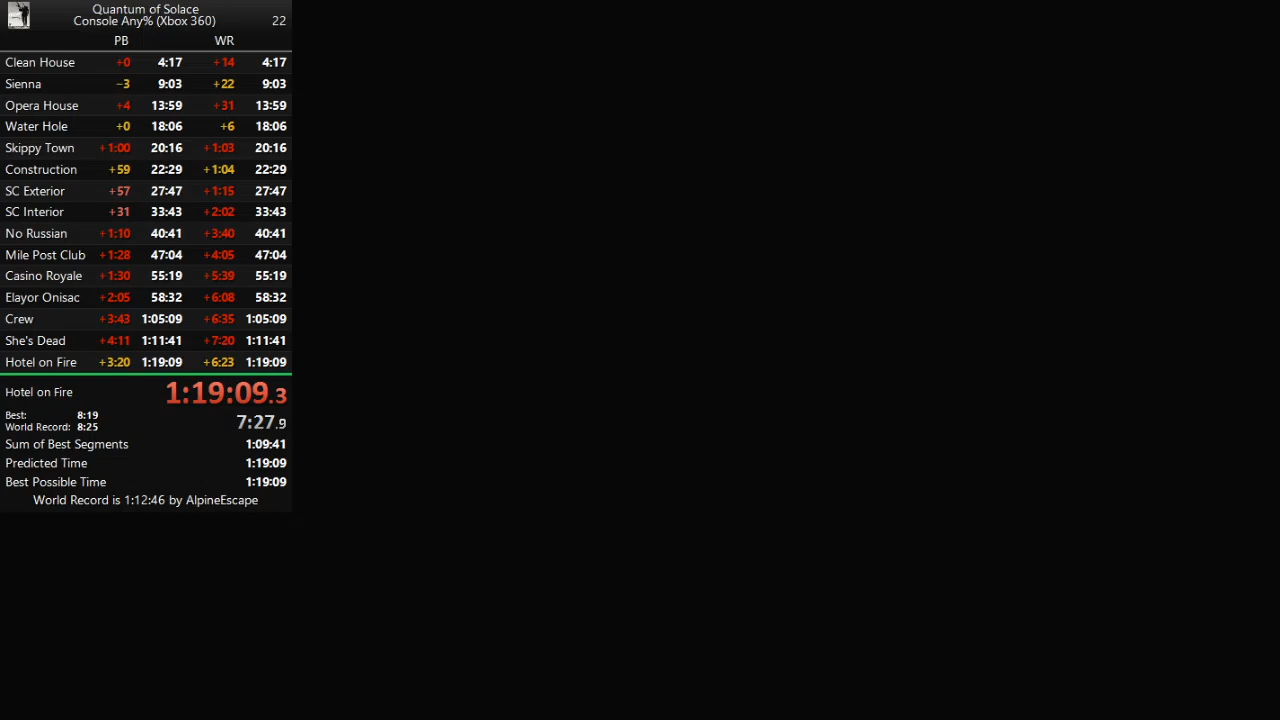 Quantum of Solace
Console Any% (Xbox 360) 22
PB WR
Clean House +0 4:17 +14 4:17
Sienna −3 9:03 +22 9:03
Opera House +4 13:59 +31 13:59
Water Hole +0 18:06 +6 18:06
Skippy Town +1:00 20:16 +1:03 20:16
Construction +59 22:29 +1:04 22:29
SC Exterior +57 27:47 +1:15 27:47
SC Interior +31 33:43 +2:02 33:43
No Russian +1:10 40:41 +3:40 40:41
Mile Post Club +1:28 47:04 +4:05 47:04
Casino Royale +1:30 55:19 +5:39 55:19
Elayor Onisac +2:05 58:32 +6:08 58:32
Crew +3:43 1:05:09 +6:35 1:05:09
She's Dead +4:11 1:11:41 +7:20 1:11:41
Hotel on Fire +3:20 1:19:09 +6:23 1:19:09
Hotel on Fire 1:19:09.3
Best: 8:19
World Record: 8:25 7:27.9
Sum of Best Segments 1:09:41
Predicted Time 1:19:09
Best Possible Time 1:19:09
World Record is 1:12:46 by AlpineEscape